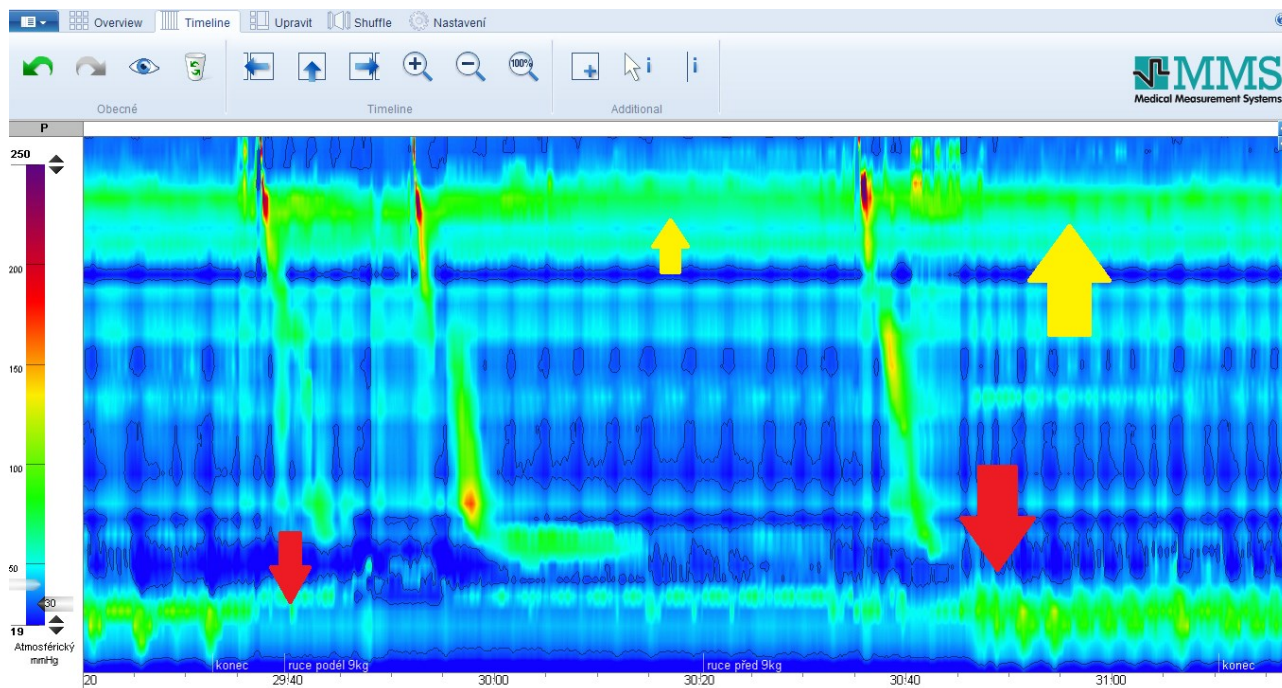 Overview Timeline Upravit Shuffle Nastavení
100%
Obecné Timeline Additional
MMS
Medical Measurement Systems
P
250
200
150
100
50
30
19
Atmosférický
mmHg
konec ruce podél 9kg ruce před 9kg konec
20 29:40 30:00 30:20 30:40 31:00